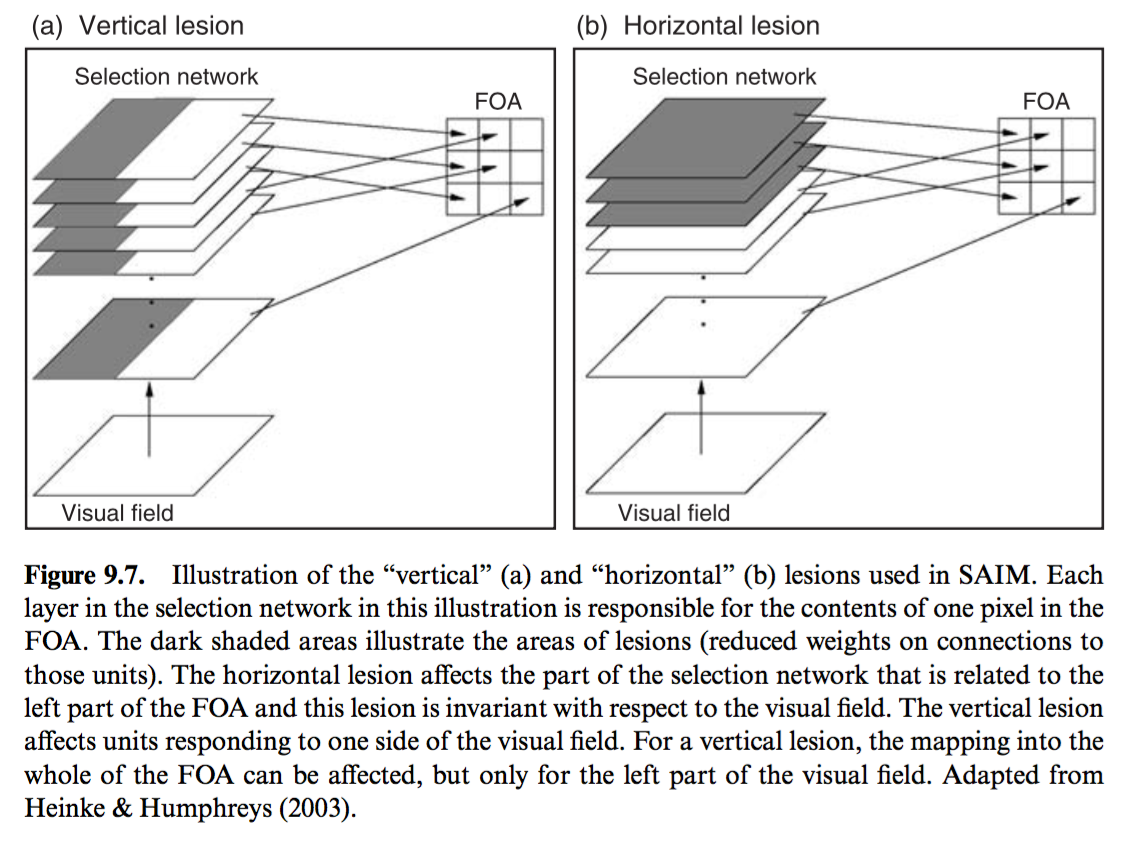 (a) Vertical lesion
Selection network
FOA
Visual field
(b) Horizontal lesion
Selection network
FOA
Visual field
Figure 9.7. Illustration of the “vertical” (a) and “horizontal” (b) lesions used in SAIM. Each
layer in the selection network in this illustration is responsible for the contents of one pixel in the
FOA. The dark shaded areas illustrate the areas of lesions (reduced weights on connections to
those units). The horizontal lesion affects the part of the selection network that is related to the
left part of the FOA and this lesion is invariant with respect to the visual field. The vertical lesion
affects units responding to one side of the visual field. For a vertical lesion, the mapping into the
whole of the FOA can be affected, but only for the left part of the visual field. Adapted from
Heinke & Humphreys (2003).